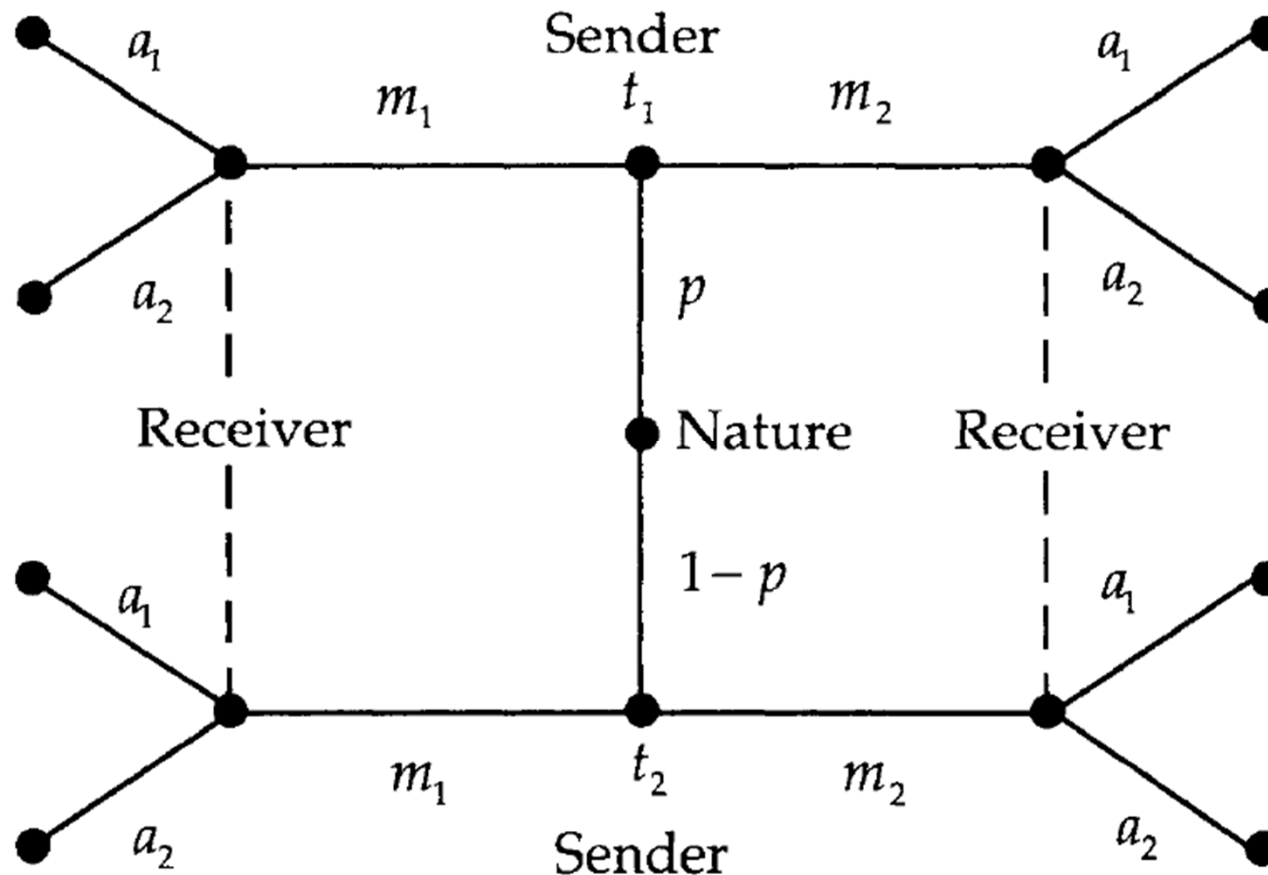 Sender
a₁ m₁ t₁ m₂ a₁
a₂ p a₂
Receiver Nature Receiver
1 − p
a₁ a₁
m₁ t₂ m₂
a₂ Sender a₂